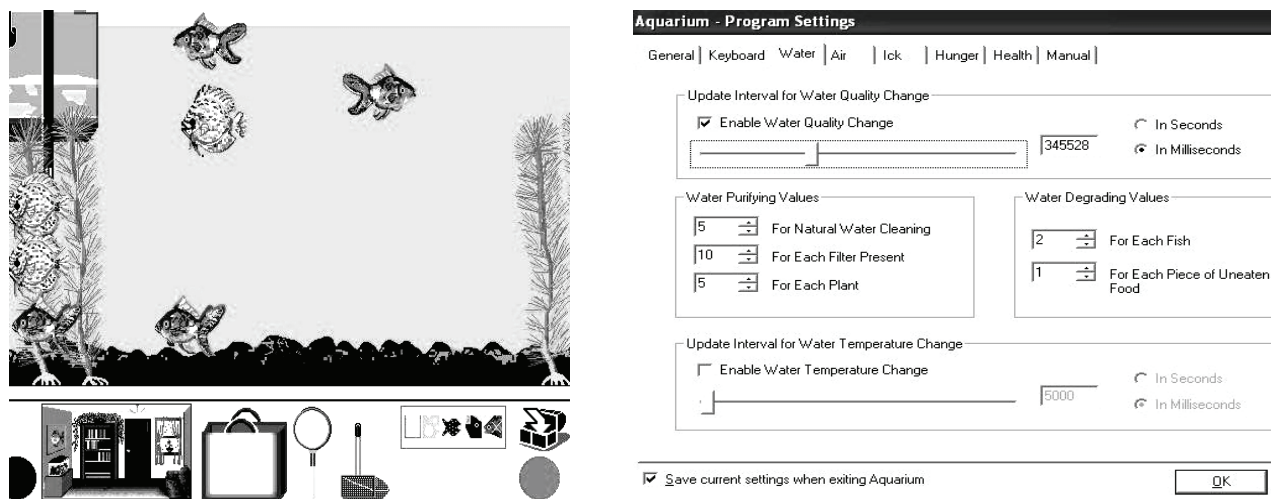 Aquarium - Program Settings
General Keyboard Water Air Ick Hunger Health Manual
Update Interval for Water Quality Change
Enable Water Quality Change
345528
In Seconds
In Milliseconds
Water Purifying Values
5 For Natural Water Cleaning
10 For Each Filter Present
5 For Each Plant
Water Degrading Values
2 For Each Fish
1 For Each Piece of Uneaten
Food
Update Interval for Water Temperature Change
Enable Water Temperature Change
5000
In Seconds
In Milliseconds
Save current settings when exiting Aquarium
OK